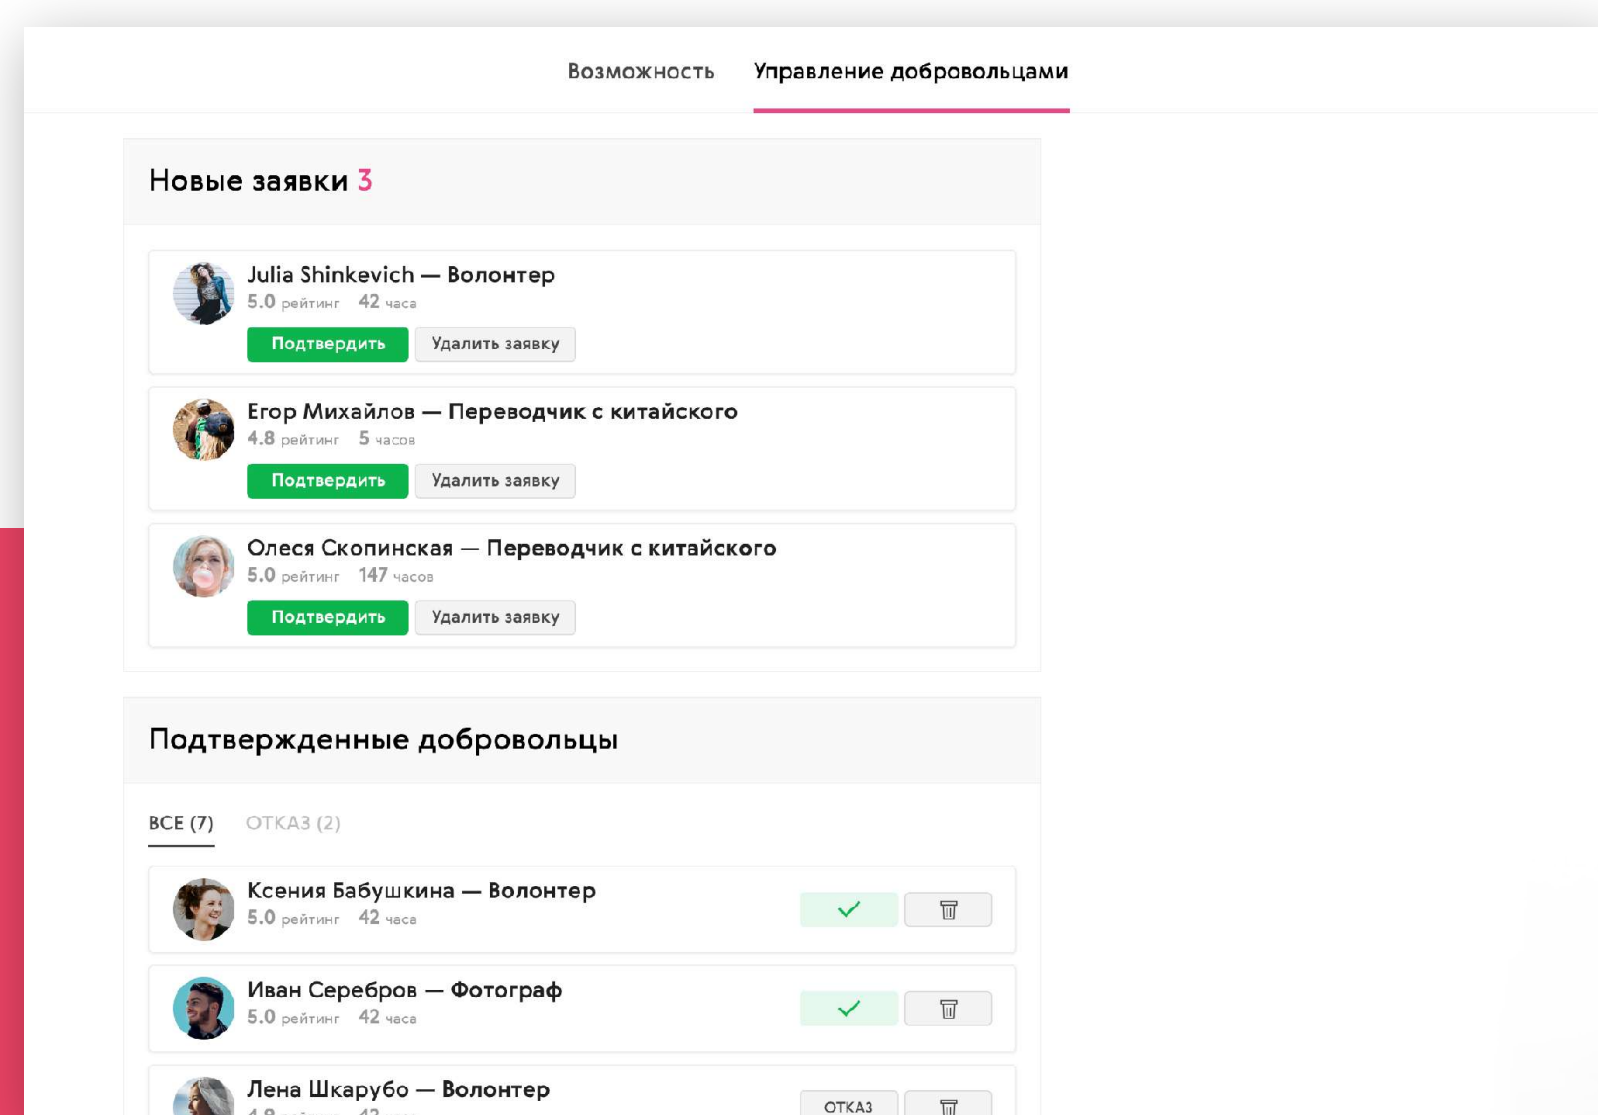 Возможность Управление добровольцами
Новые заявки 3
Julia Shinkevich — Волонтер
5.0 рейтинг 42 часа
Подтвердить Удалить заявку
Егор Михайлов — Переводчик с китайского
4.8 рейтинг 5 часов
Подтвердить Удалить заявку
Олеся Скопинская — Переводчик с китайского
5.0 рейтинг 147 часов
Подтвердить Удалить заявку
Подтвержденные добровольцы
ВСЕ (7) ОТКАЗ (2)
Ксения Бабушкина — Волонтер
5.0 рейтинг 42 часа
Иван Серебров — Фотограф
5.0 рейтинг 42 часа
Лена Шкарубо — Волонтер
ОТКАЗ